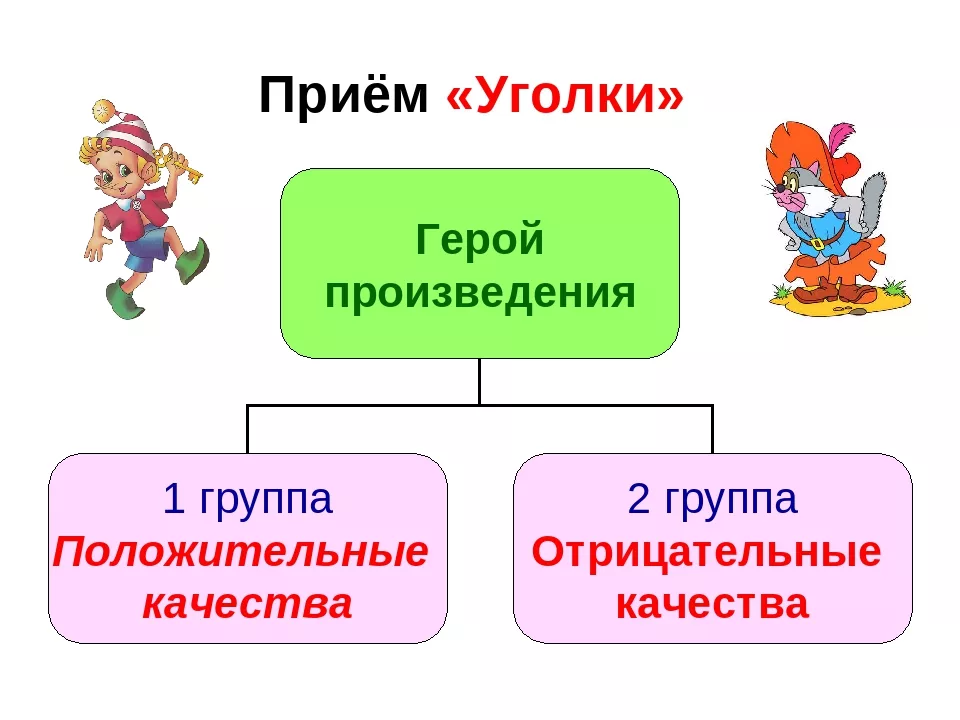 Приём «Уголки»
Герой
произведения
1 группа
Положительные
качества
2 группа
Отрицательные
качества